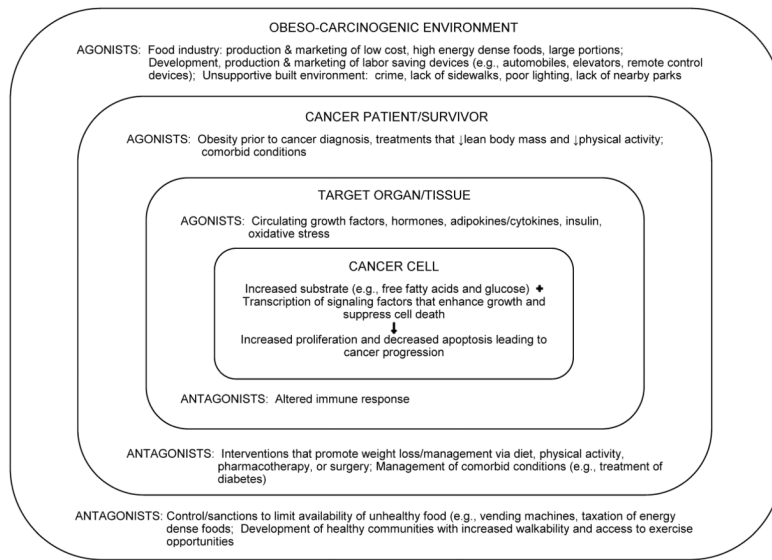 OBESO-CARCINOGENIC ENVIRONMENT
AGONISTS: Food industry: production & marketing of low cost, high energy dense foods, large portions;
Development, production & marketing of labor saving devices (e.g., automobiles, elevators, remote control
devices); Unsupportive built environment: crime, lack of sidewalks, poor lighting, lack of nearby parks
CANCER PATIENT/SURVIVOR
AGONISTS: Obesity prior to cancer diagnosis, treatments that ↓lean body mass and ↓physical activity;
comorbid conditions
TARGET ORGAN/TISSUE
AGONISTS: Circulating growth factors, hormones, adipokines/cytokines, insulin,
oxidative stress
CANCER CELL
Increased substrate (e.g., free fatty acids and glucose) +
Transcription of signaling factors that enhance growth and
suppress cell death
↓
Increased proliferation and decreased apoptosis leading to
cancer progression
ANTAGONISTS: Altered immune response
ANTAGONISTS: Interventions that promote weight loss/management via diet, physical activity,
pharmacotherapy, or surgery; Management of comorbid conditions (e.g., treatment of
diabetes)
ANTAGONISTS: Control/sanctions to limit availability of unhealthy food (e.g., vending machines, taxation of energy
dense foods; Development of healthy communities with increased walkability and access to exercise
opportunities